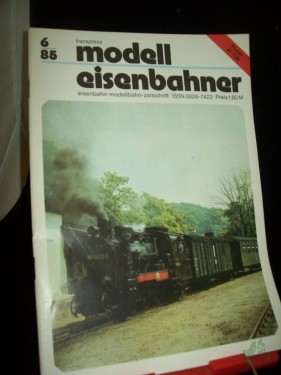 transpress
6
85
modell
eisenbahner
eisenbahn-modellbahn-zeitschrift · ISSN 0026-7422 · Preis 1,80 M